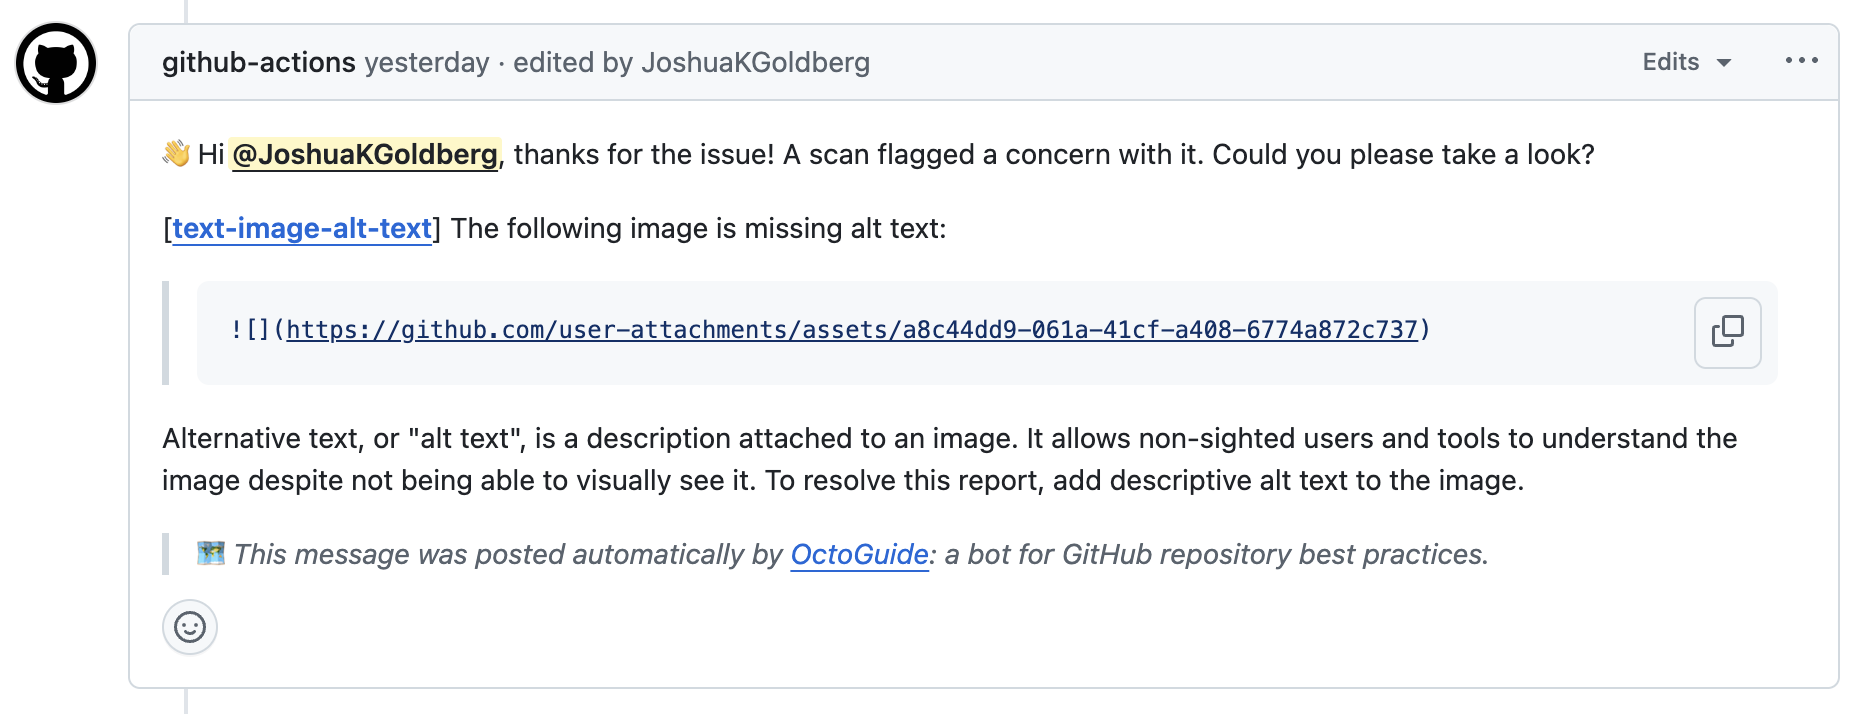 github-actions yesterday · edited by JoshuaKGoldberg
Edits
👋 Hi @JoshuaKGoldberg, thanks for the issue! A scan flagged a concern with it. Could you please take a look?
[text-image-alt-text] The following image is missing alt text:
![](https://github.com/user-attachments/assets/a8c44dd9-061a-41cf-a408-6774a872c737)
Alternative text, or "alt text", is a description attached to an image. It allows non-sighted users and tools to understand the
image despite not being able to visually see it. To resolve this report, add descriptive alt text to the image.
🗺️ This message was posted automatically by OctoGuide: a bot for GitHub repository best practices.